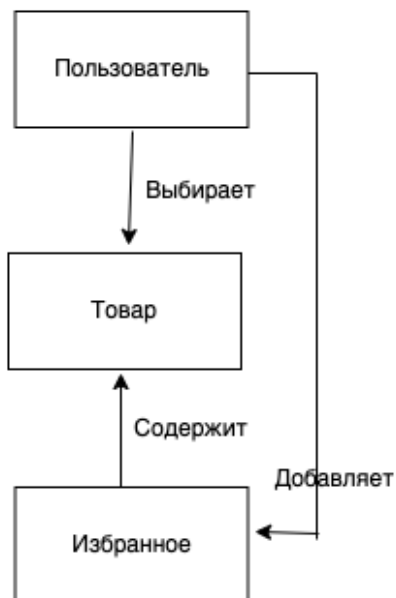 Пользователь
Выбирает
Товар
Содержит
Добавляет
Избранное